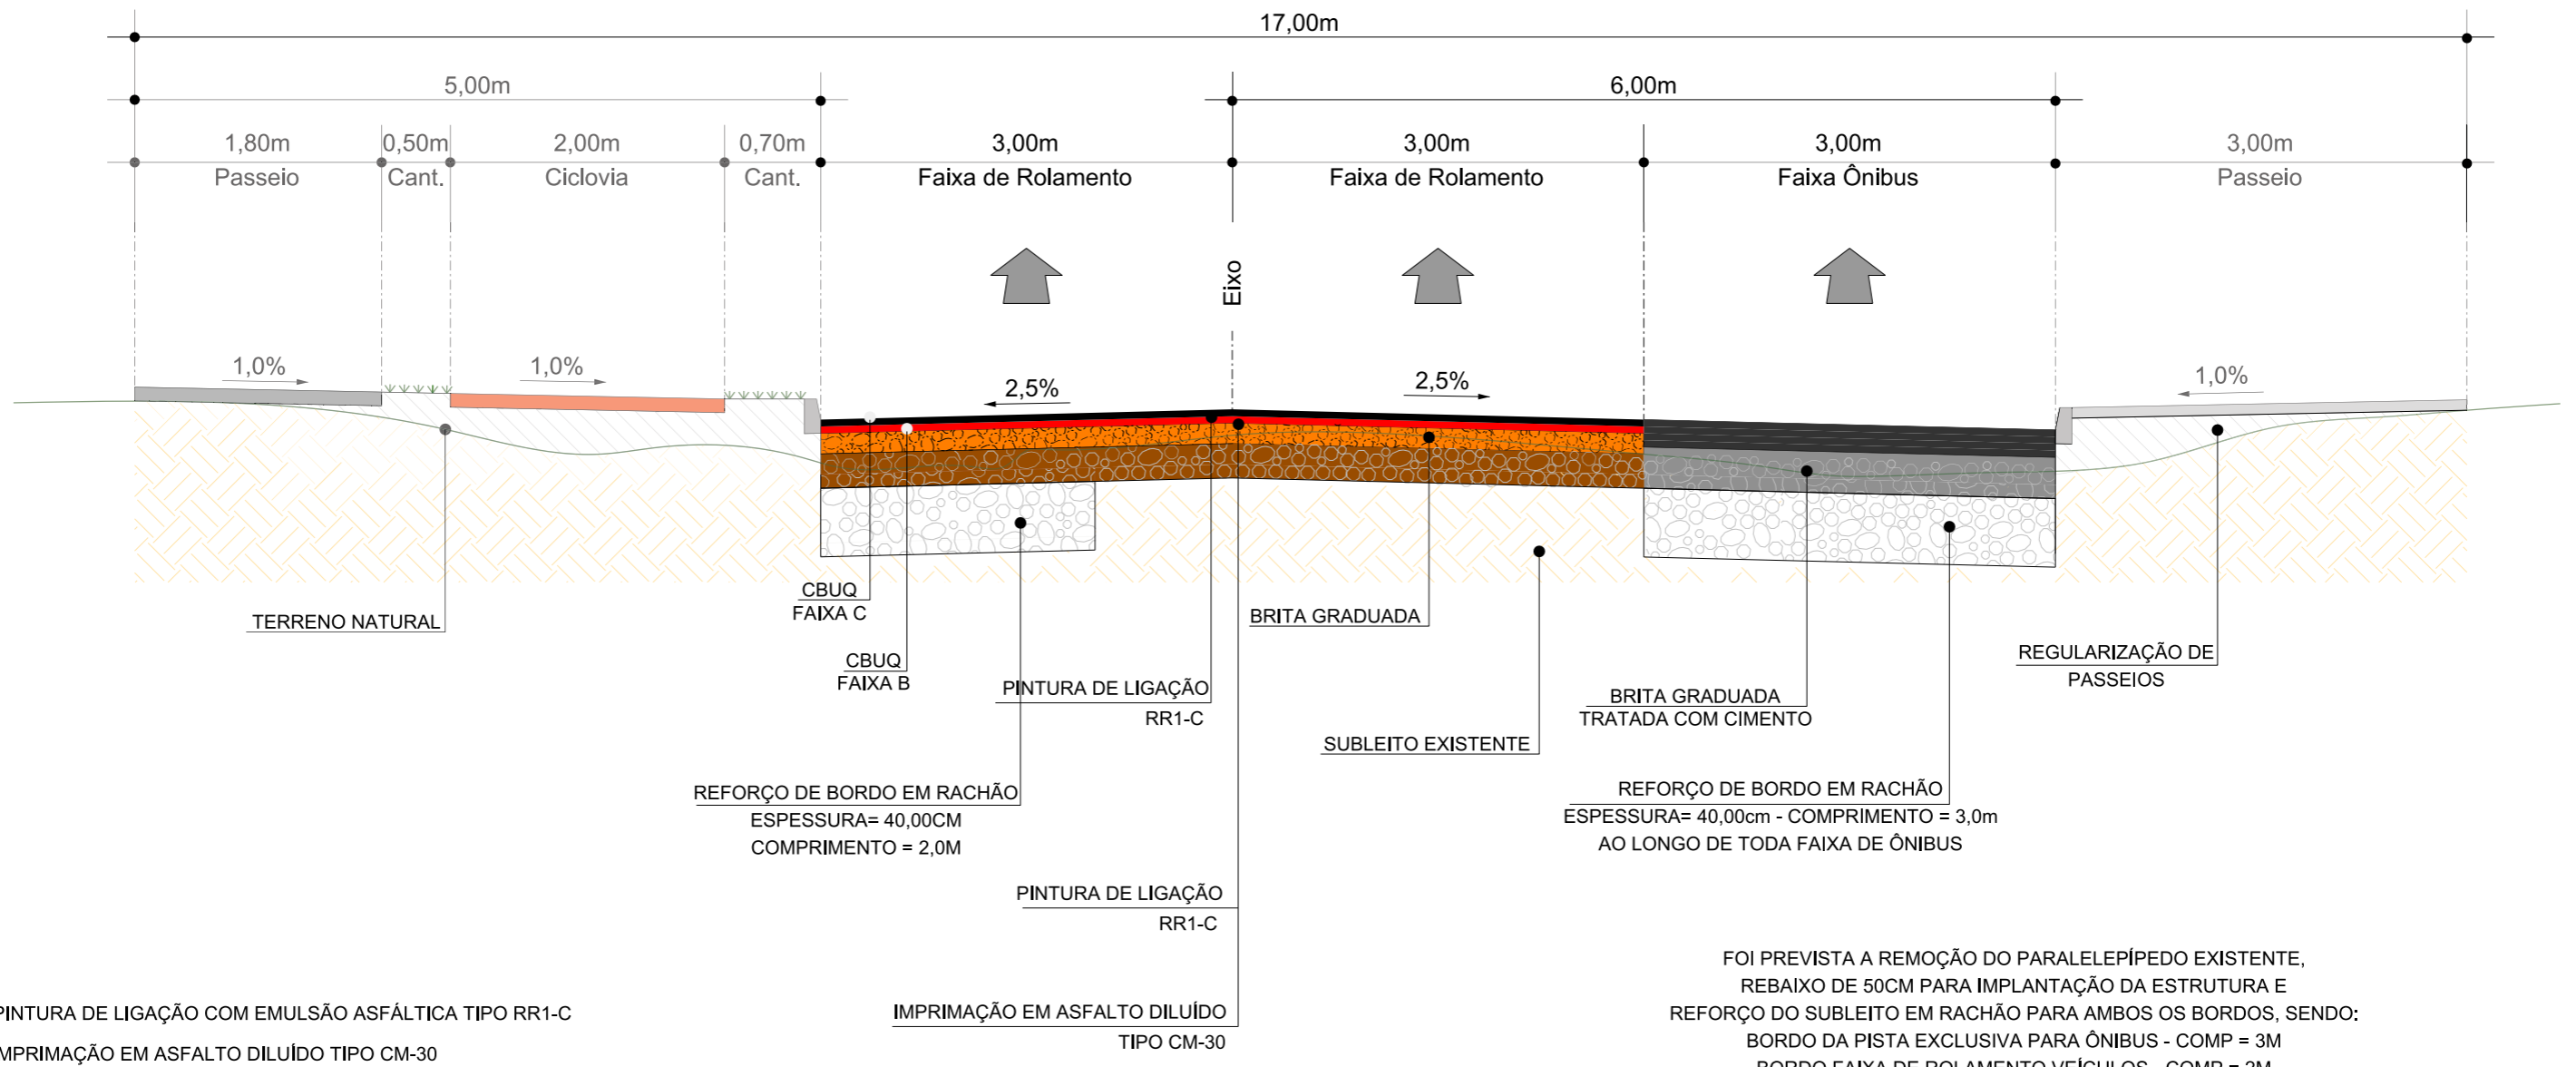 17,00m
5,00m
6,00m
1,80m
0,50m
2,00m
0,70m
3,00m
3,00m
3,00m
3,00m
Passeio
Cant.
Ciclovia
Cant.
Faixa de Rolamento
Faixa de Rolamento
Faixa Ônibus
Passeio
Eixo
1,0%
1,0%
2,5%
2,5%
1,0%
TERRENO NATURAL
CBUQ
FAIXA C
CBUQ
FAIXA B
PINTURA DE LIGAÇÃO
RR1-C
BRITA GRADUADA
SUBLEITO EXISTENTE
BRITA GRADUADA
TRATADA COM CIMENTO
REGULARIZAÇÃO DE
PASSEIOS
REFORÇO DE BORDO EM RACHÃO
ESPESSURA= 40,00CM
COMPRIMENTO = 2,0M
REFORÇO DE BORDO EM RACHÃO
ESPESSURA= 40,00cm - COMPRIMENTO = 3,0m
AO LONGO DE TODA FAIXA DE ÔNIBUS
PINTURA DE LIGAÇÃO
RR1-C
IMPRIMAÇÃO EM ASFALTO DILUÍDO
TIPO CM-30
PINTURA DE LIGAÇÃO COM EMULSÃO ASFÁLTICA TIPO RR1-C
IMPRIMAÇÃO EM ASFALTO DILUÍDO TIPO CM-30
FOI PREVISTA A REMOÇÃO DO PARALELEPÍPEDO EXISTENTE,
REBAIXO DE 50CM PARA IMPLANTAÇÃO DA ESTRUTURA E
REFORÇO DO SUBLEITO EM RACHÃO PARA AMBOS OS BORDOS, SENDO:
BORDO DA PISTA EXCLUSIVA PARA ÔNIBUS - COMP = 3M
BORDO FAIXA DE ROLAMENTO VEÍCULOS - COMP = 2M